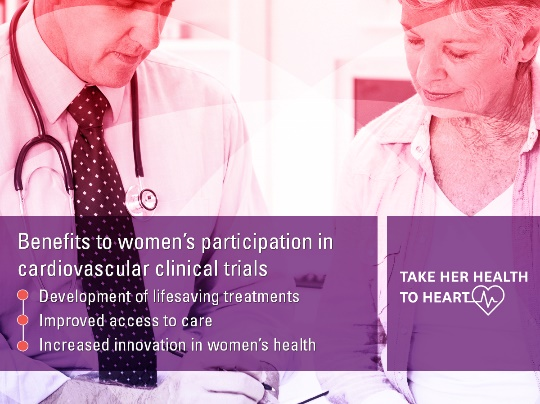 Benefits to women's participation in
cardiovascular clinical trials
Development of lifesaving treatments
Improved access to care
Increased innovation in women's health
TAKE HER HEALTH
TO HEART